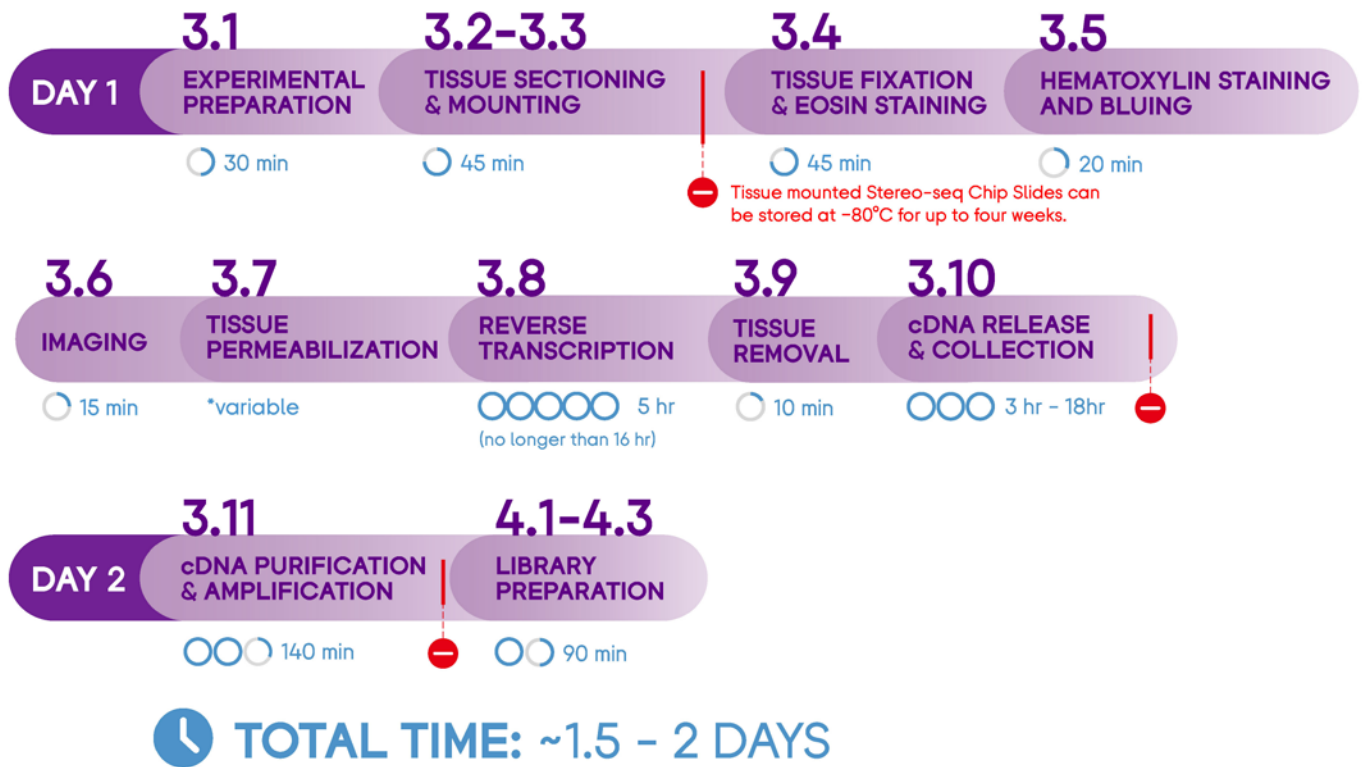 3.1
3.2-3.3
3.4
3.5
DAY 1
EXPERIMENTAL
PREPARATION
TISSUE SECTIONING
& MOUNTING
TISSUE FIXATION
& EOSIN STAINING
HEMATOXYLIN STAINING
AND BLUING
30 min
45 min
45 min
20 min
Tissue mounted Stereo-seq Chip Slides can
be stored at -80°C for up to four weeks.
3.6
3.7
3.8
3.9
3.10
IMAGING
TISSUE
PERMEABILIZATION
REVERSE
TRANSCRIPTION
TISSUE
REMOVAL
cDNA RELEASE
& COLLECTION
15 min
*variable
5 hr
(no longer than 16 hr)
10 min
3 hr - 18hr
3.11
4.1-4.3
DAY 2
cDNA PURIFICATION
& AMPLIFICATION
LIBRARY
PREPARATION
140 min
90 min
TOTAL TIME: ~1.5 - 2 DAYS